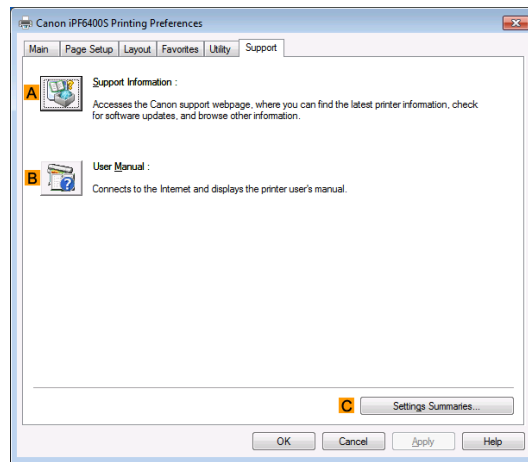 Canon iPF6400S Printing Preferences
Main Page Setup Layout Favorites Utility Support
A
Support Information :
Accesses the Canon support webpage, where you can find the latest printer information, check
for software updates, and browse other information.
B
User Manual :
Connects to the Internet and displays the printer user's manual.
C Settings Summaries...
OK Cancel Apply Help